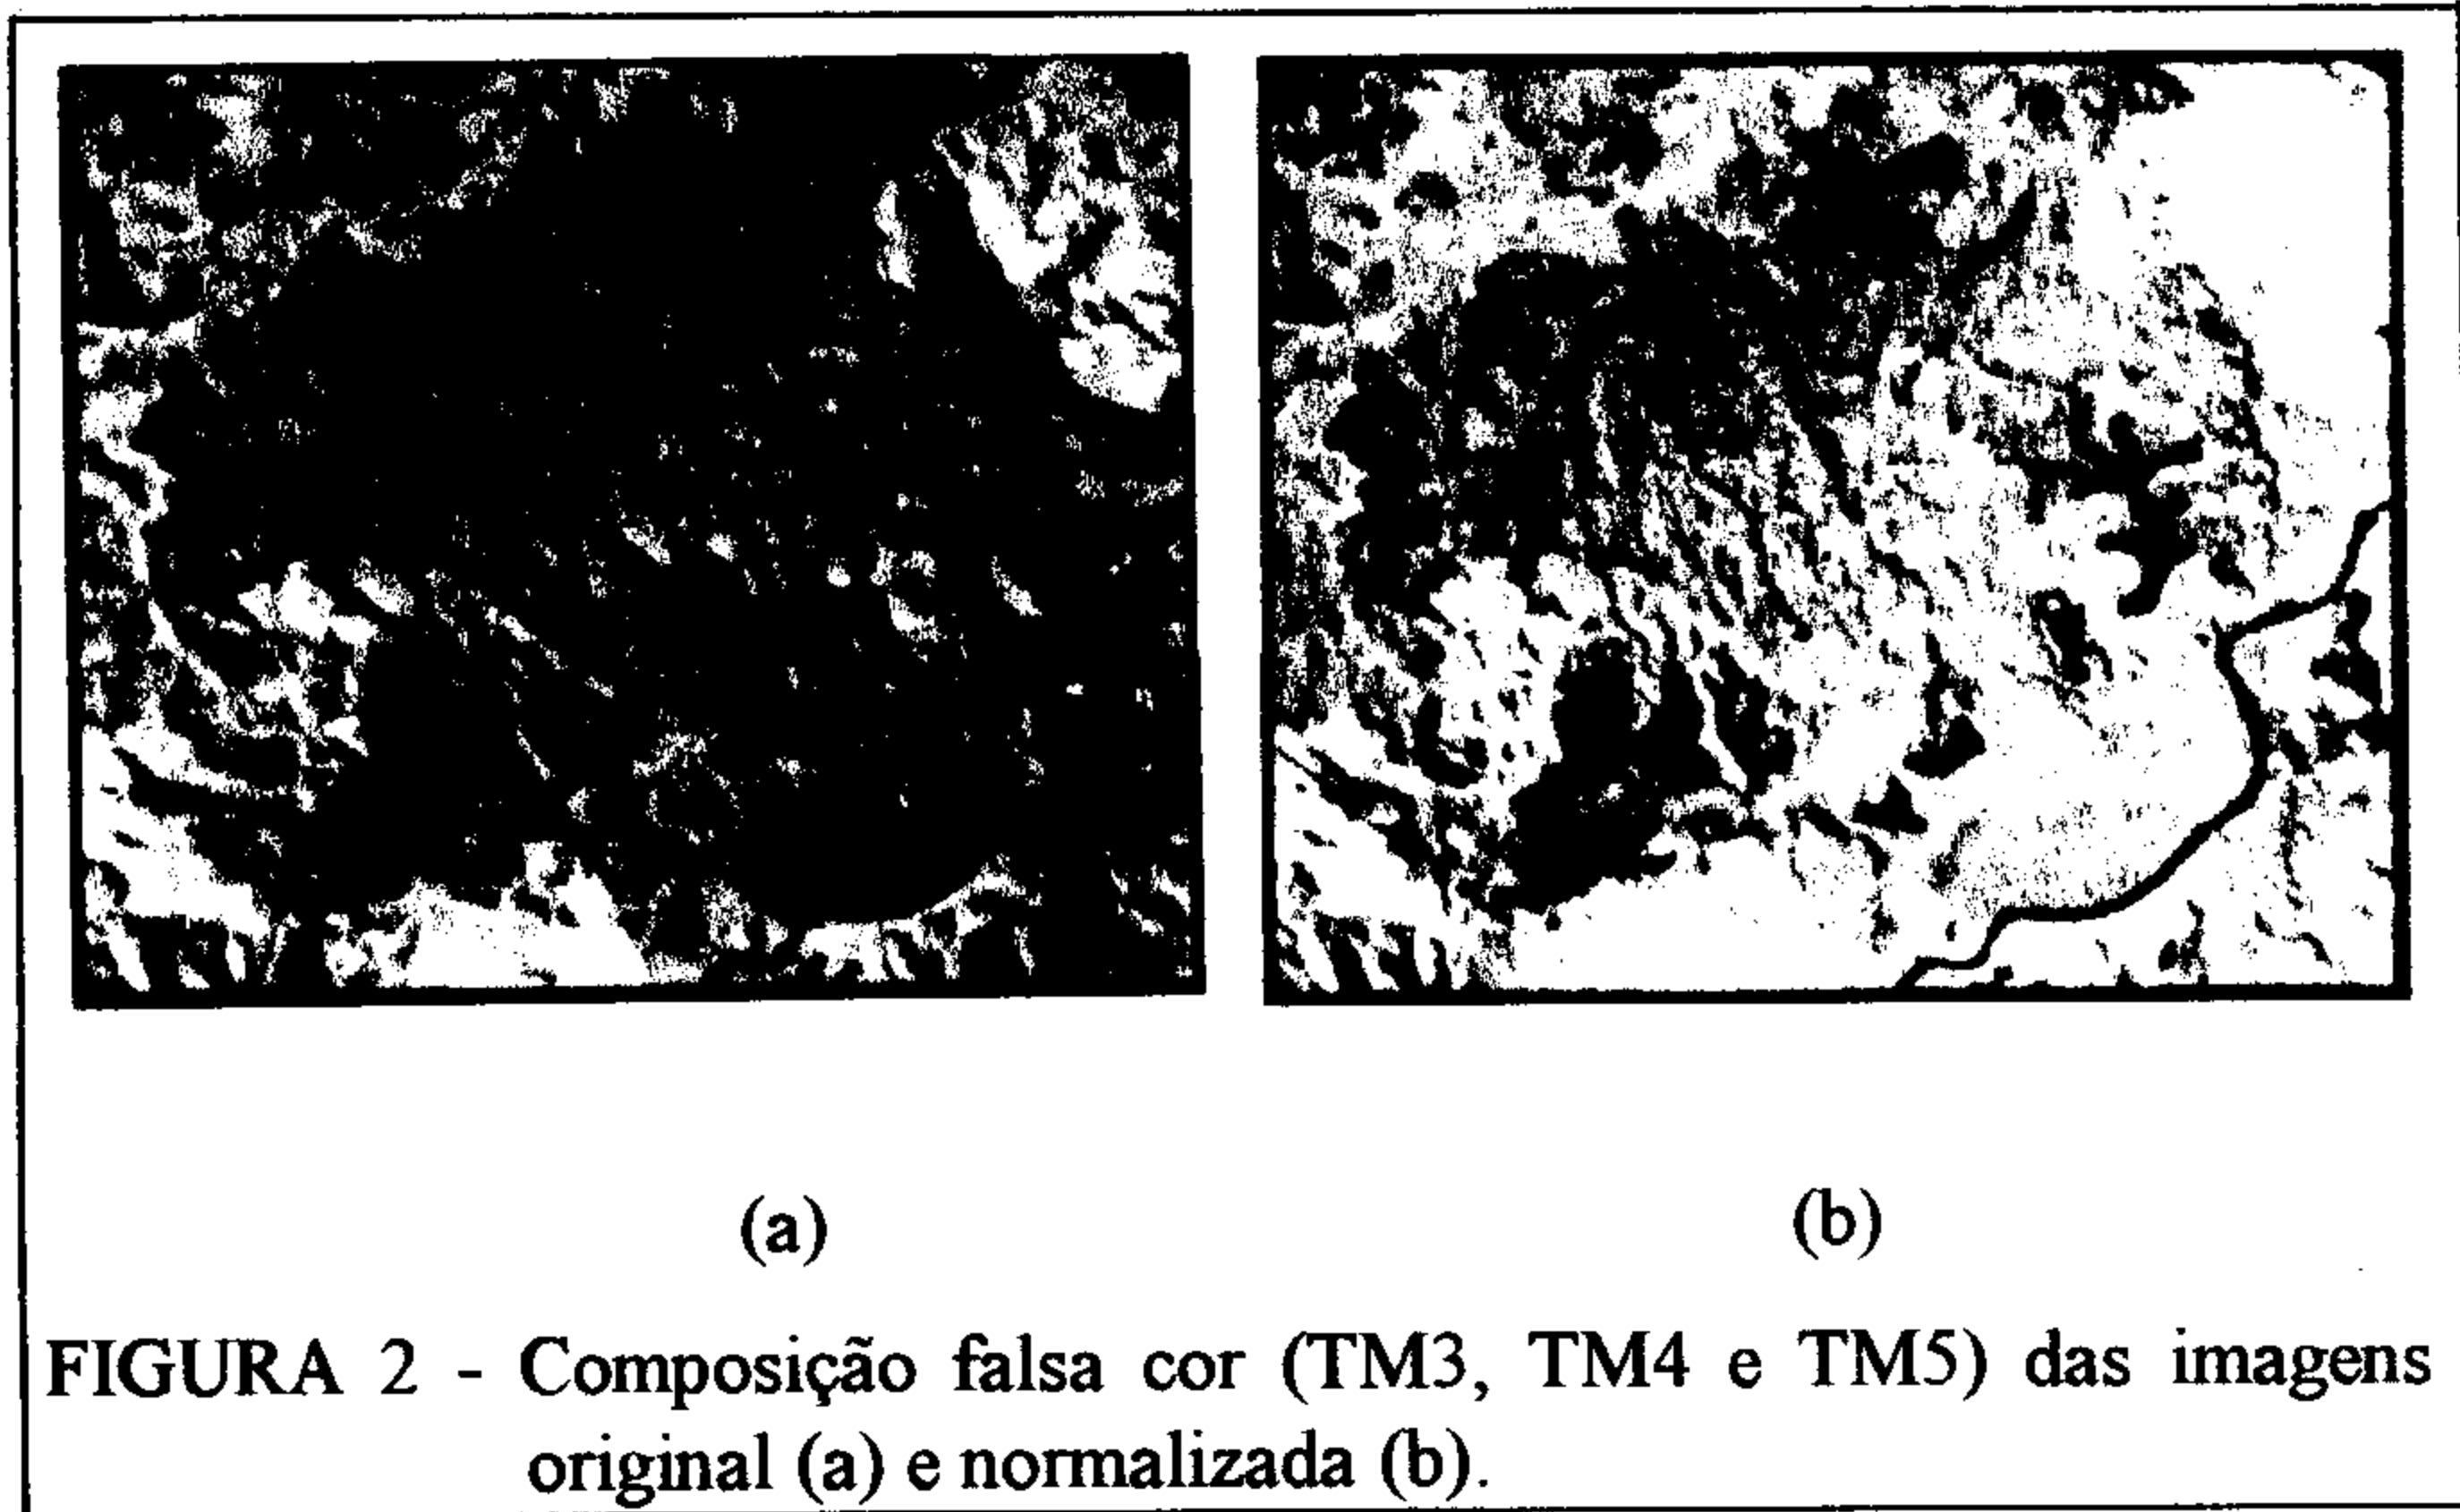 (a) (b)
FIGURA 2 - Composição falsa cor (TM3, TM4 e TM5) das imagens
original (a) e normalizada (b).